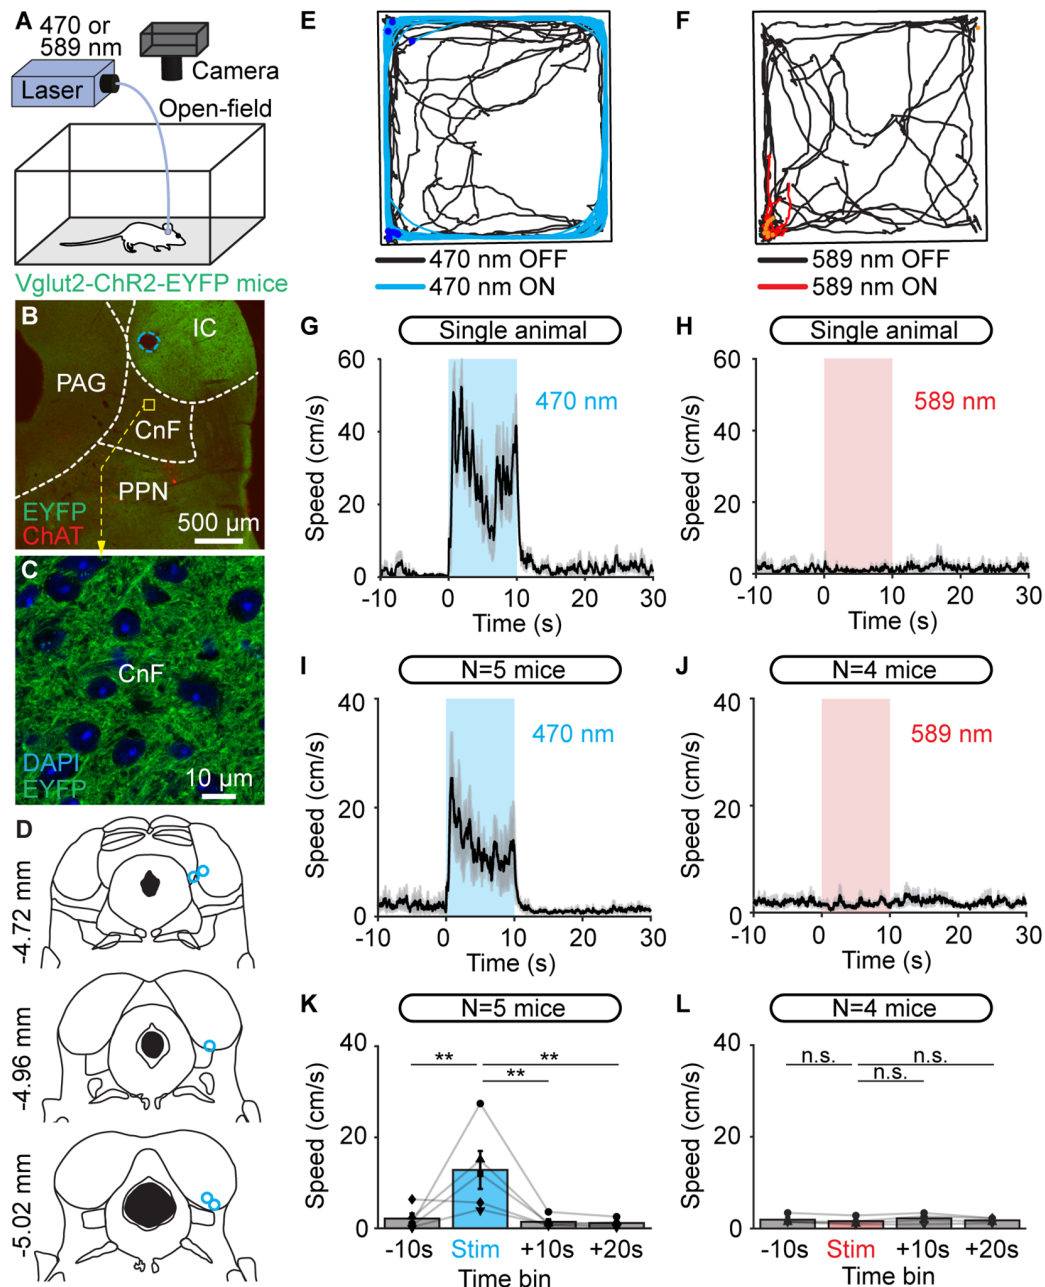 A
470 or
589 nm
Laser
Camera
Open-field
Vglut2-ChR2-EYFP mice
B
IC
PAG
CnF
PPN
EYFP
ChAT
500 µm
C
CnF
DAPI
EYFP
10 µm
D
-4.72 mm
-4.96 mm
-5.02 mm
E
470 nm OFF
470 nm ON
F
589 nm OFF
589 nm ON
G
Single animal
60
40
20
0
Speed (cm/s)
470 nm
-10 0 10 20 30
Time (s)
H
Single animal
60
40
20
0
Speed (cm/s)
589 nm
-10 0 10 20 30
Time (s)
I
N=5 mice
40
20
0
Speed (cm/s)
470 nm
-10 0 10 20 30
Time (s)
J
N=4 mice
40
20
0
Speed (cm/s)
589 nm
-10 0 10 20 30
Time (s)
K
N=5 mice
40
20
0
Speed (cm/s)
** **
**
-10s Stim +10s +20s
Time bin
L
N=4 mice
40
20
0
Speed (cm/s)
n.s. n.s.
n.s.
-10s Stim +10s +20s
Time bin